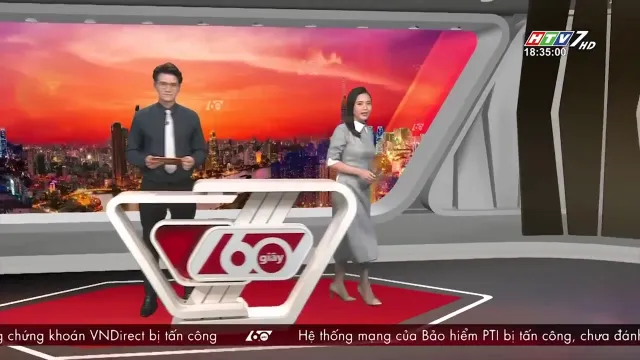 HTV7 HD
18:35:00
60
giây
g chứng khoán VNDirect bị tấn công 60 Hệ thống mạng của Bảo hiểm PTI bị tấn công, chưa đánh